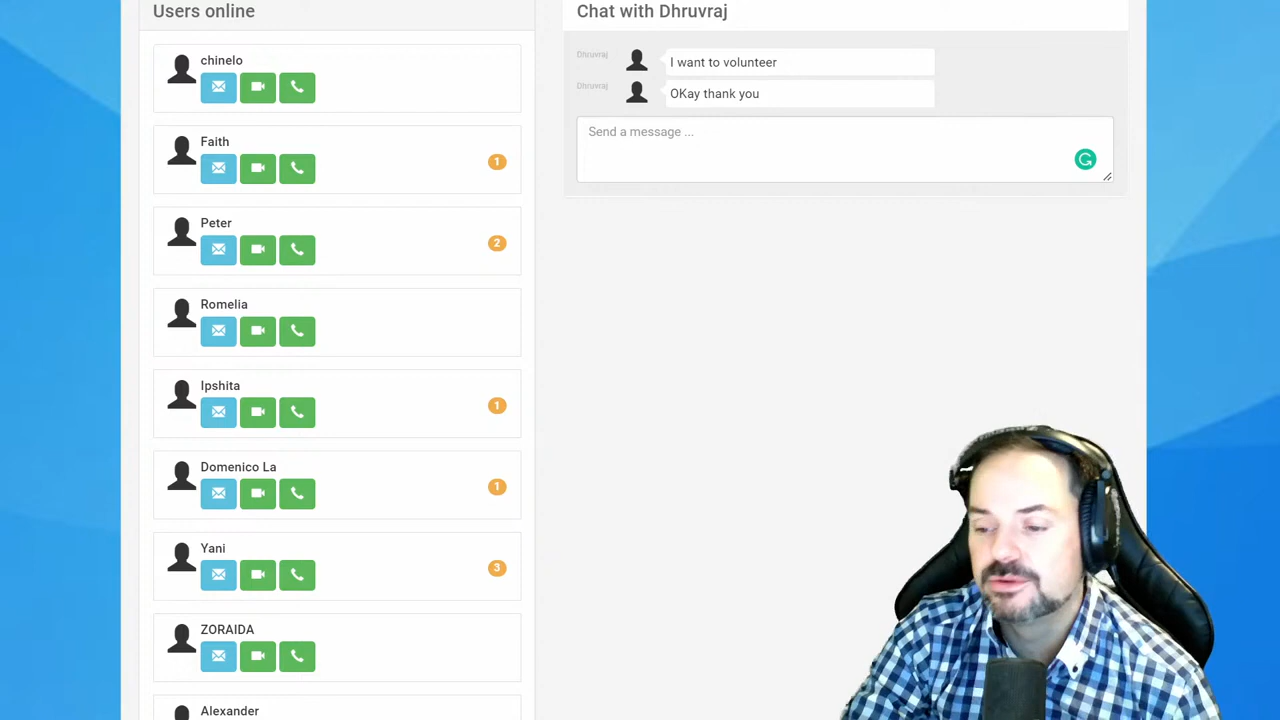 Users online
chinelo
Faith
1
Peter
2
Romelia
Ipshita
1
Domenico La
1
Yani
3
ZORAIDA
Alexander
Chat with Dhruvraj
Dhruvraj
I want to volunteer
Dhruvraj
OKay thank you
Send a message ...